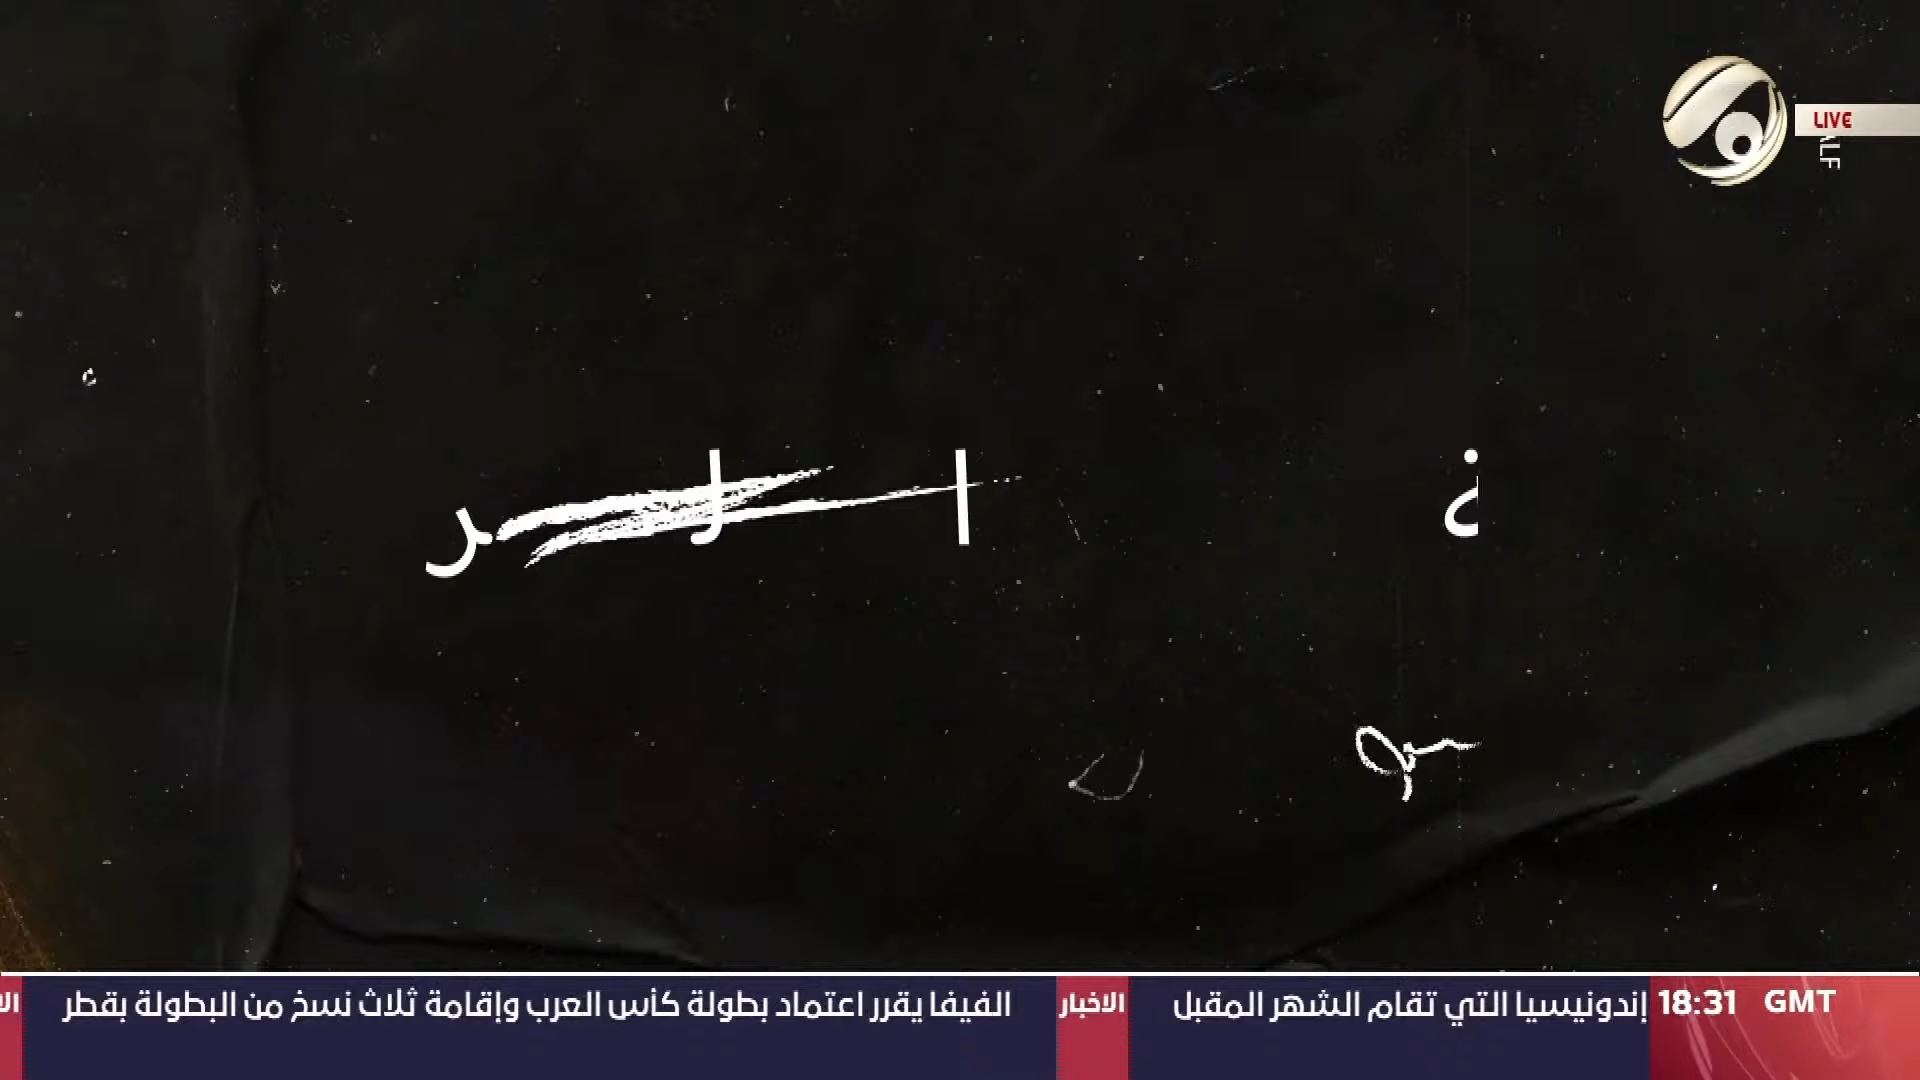 LIVE
إندونيسيا التي تقام الشهر المقبل
الاخبار
الفيفا يقرر اعتماد بطولة كأس العرب وإقامة ثلاث نسخ من البطولة بقطر
18:31 GMT